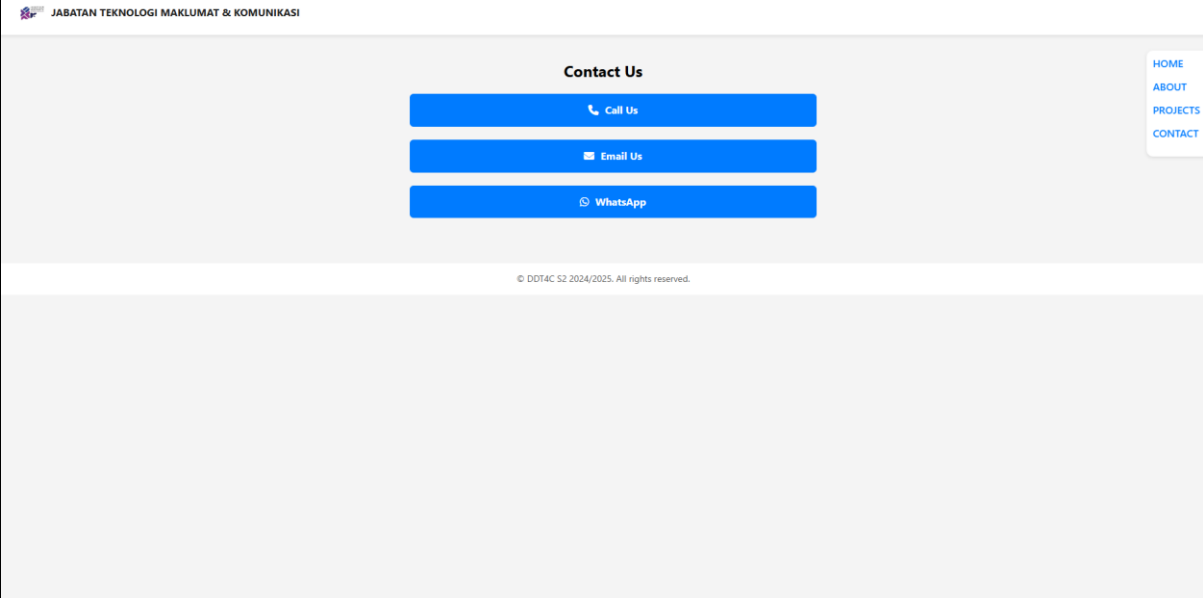 JABATAN TEKNOLOGI MAKLUMAT & KOMUNIKASI
HOME
ABOUT
PROJECTS
CONTACT
Contact Us
Call Us
Email Us
WhatsApp
© DDT4C S2 2024/2025. All rights reserved.